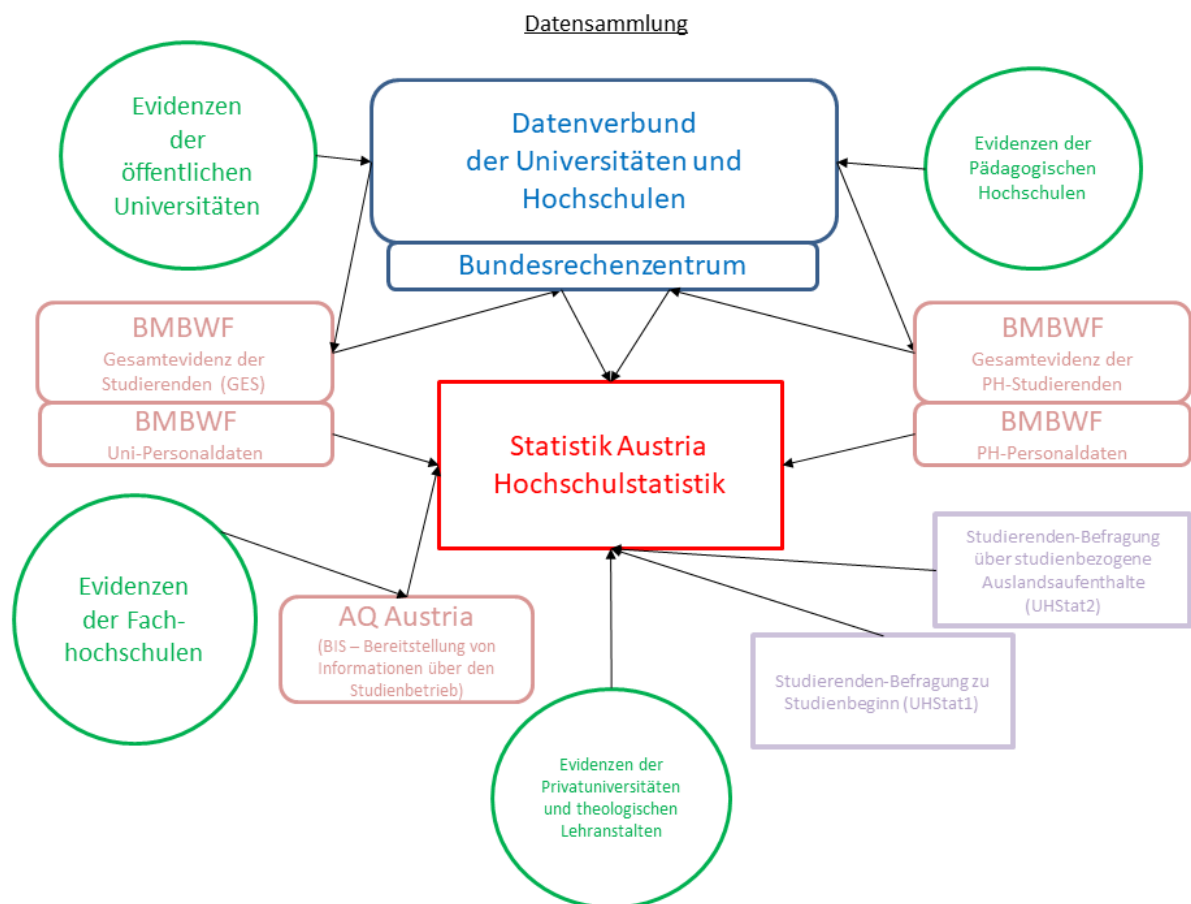 Datensammlung
Evidenzen
der
öffentlichen
Universitäten
Datenverbund
der Universitäten und
Hochschulen
Evidenzen der
Pädagogischen
Hochschulen
Bundesrechenzentrum
BMBWF
Gesamtevidenz der
Studierenden (GES)
BMBWF
Uni-Personaldaten
BMBWF
Gesamtevidenz der
PH-Studierenden
BMBWF
PH-Personaldaten
Statistik Austria
Hochschulstatistik
Evidenzen
der Fach-
hochschulen
AQ Austria
(BIS – Bereitstellung von
Informationen über den
Studienbetrieb)
Studierenden-Befragung
über studienbezogene
Auslandsaufenthalte
(UHStat2)
Studierenden-Befragung zu
Studienbeginn (UHStat1)
Evidenzen der
Privatuniversitäten
und theologischen
Lehranstalten